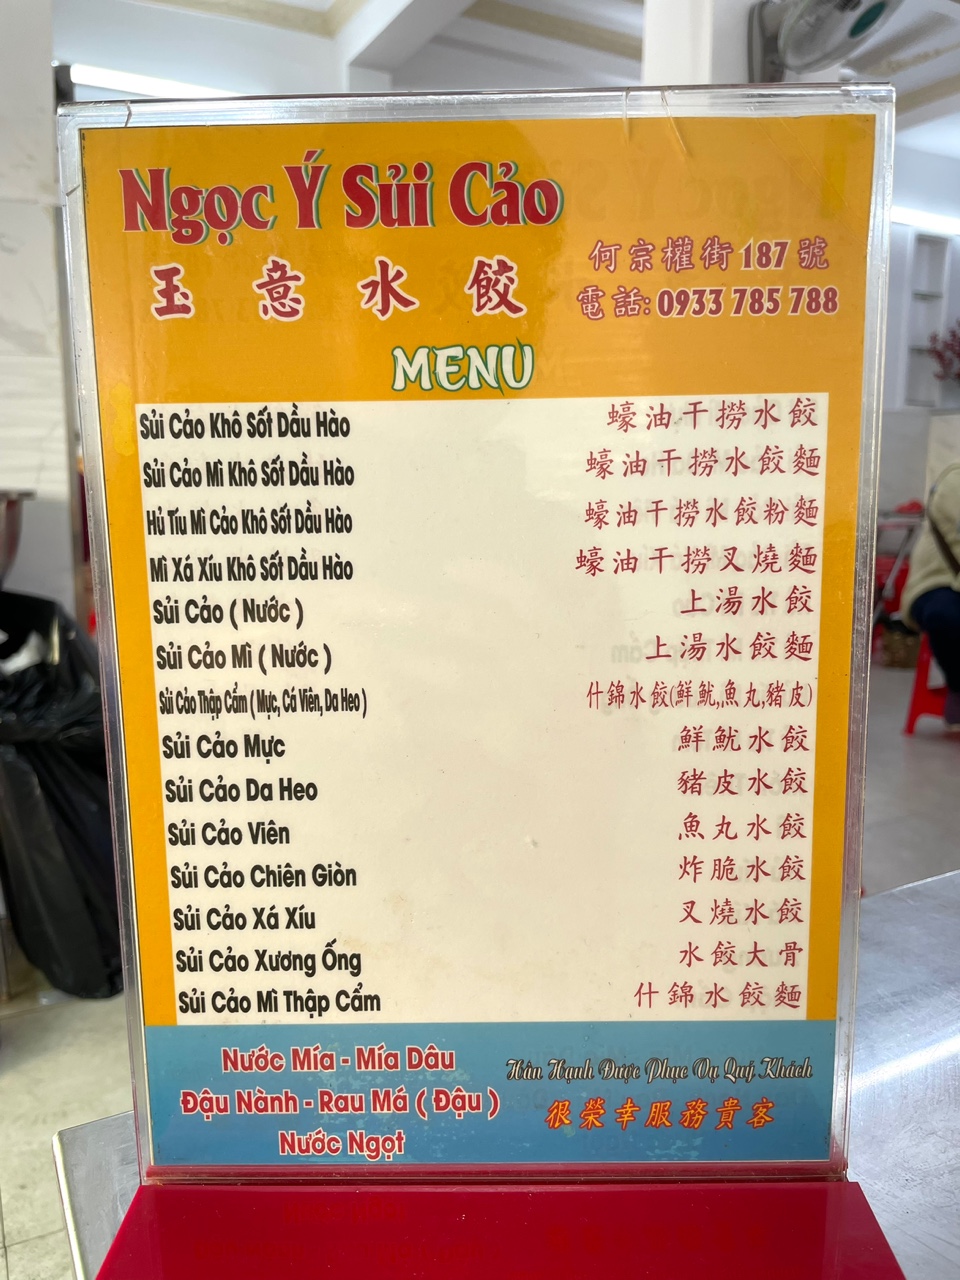 Ngọc Ý Sủi Cảo
玉意水餃
何宗權街 187 號
電話: 0933 785 788
MENU
Sủi Cảo Khô Sốt Dầu Hào 蠔油干撈水餃
Sủi Cảo Mì Khô Sốt Dầu Hào 蠔油干撈水餃麵
Hủ Tíu Mì Cảo Khô Sốt Dầu Hào 蠔油干撈水餃粉麵
Mì Xá Xíu Khô Sốt Dầu Hào 蠔油干撈叉燒麵
Sủi Cảo ( Nước ) 上湯水餃
Sủi Cảo Mì ( Nước ) 上湯水餃麵
Sủi Cảo Thập Cẩm ( Mực, Cá Viên, Da Heo ) 什錦水餃(鮮魷,魚丸,豬皮)
Sủi Cảo Mực 鮮魷水餃
Sủi Cảo Da Heo 豬皮水餃
Sủi Cảo Viên 魚丸水餃
Sủi Cảo Chiên Giòn 炸脆水餃
Sủi Cảo Xá Xíu 叉燒水餃
Sủi Cảo Xương Ống 水餃大骨
Sủi Cảo Mì Thập Cẩm 什錦水餃麵
Nước Mía - Mía Dâu
Đậu Nành - Rau Má ( Đậu )
Nước Ngọt
Hân Hạnh Được Phục Vụ Quý Khách
很榮幸服務貴客